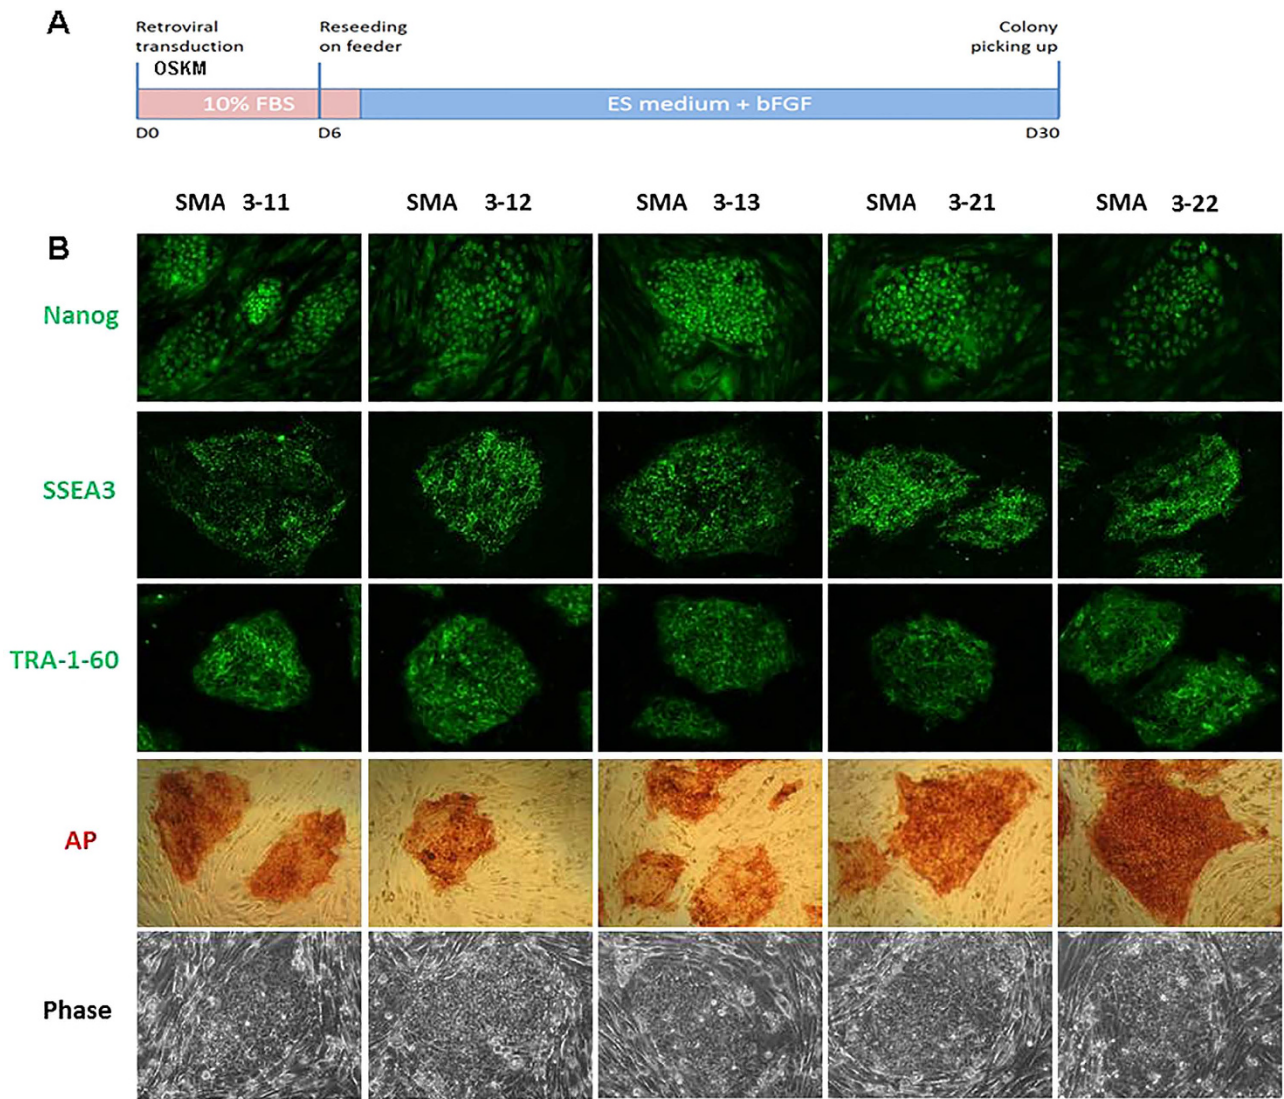 A
Retroviral
transduction
OSKM
Reseeding
on feeder
Colony
picking up
10% FBS
ES medium + bFGF
D0
D6
D30
SMA 3-11
SMA 3-12
SMA 3-13
SMA 3-21
SMA 3-22
B
Nanog
SSEA3
TRA-1-60
AP
Phase